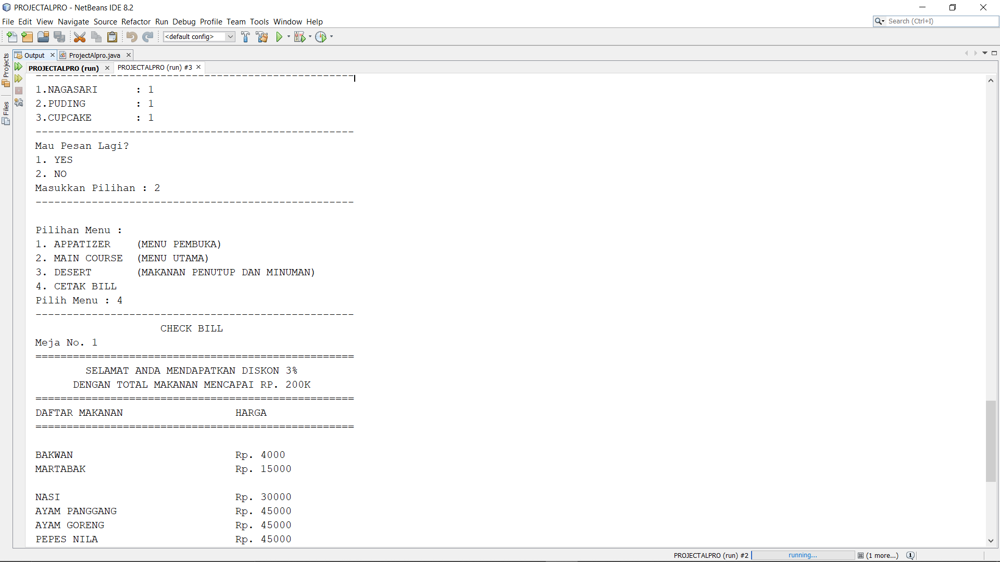 PROJECTALPRO - NetBeans IDE 8.2
File Edit View Navigate Source Refactor Run Debug Profile Team Tools Window Help
Search (Ctrl+I)
<default config>
Projects
Files
Output
ProjectAlpro.java
PROJECTALPRO (run)
PROJECTALPRO (run) #3
---------------------------------------------------
1.NAGASARI : 1
2.PUDING : 1
3.CUPCAKE : 1
---------------------------------------------------
Mau Pesan Lagi?
1. YES
2. NO
Masukkan Pilihan : 2
---------------------------------------------------
Pilihan Menu :
1. APPATIZER (MENU PEMBUKA)
2. MAIN COURSE (MENU UTAMA)
3. DESERT (MAKANAN PENUTUP DAN MINUMAN)
4. CETAK BILL
Pilih Menu : 4
---------------------------------------------------
CHECK BILL
Meja No. 1
===================================================
SELAMAT ANDA MENDAPATKAN DISKON 3%
DENGAN TOTAL MAKANAN MENCAPAI RP. 200K
===================================================
DAFTAR MAKANAN HARGA
===================================================
BAKWAN Rp. 4000
MARTABAK Rp. 15000
NASI Rp. 30000
AYAM PANGGANG Rp. 45000
AYAM GORENG Rp. 45000
PEPES NILA Rp. 45000
PROJECTALPRO (run) #2
running...
(1 more...)
1